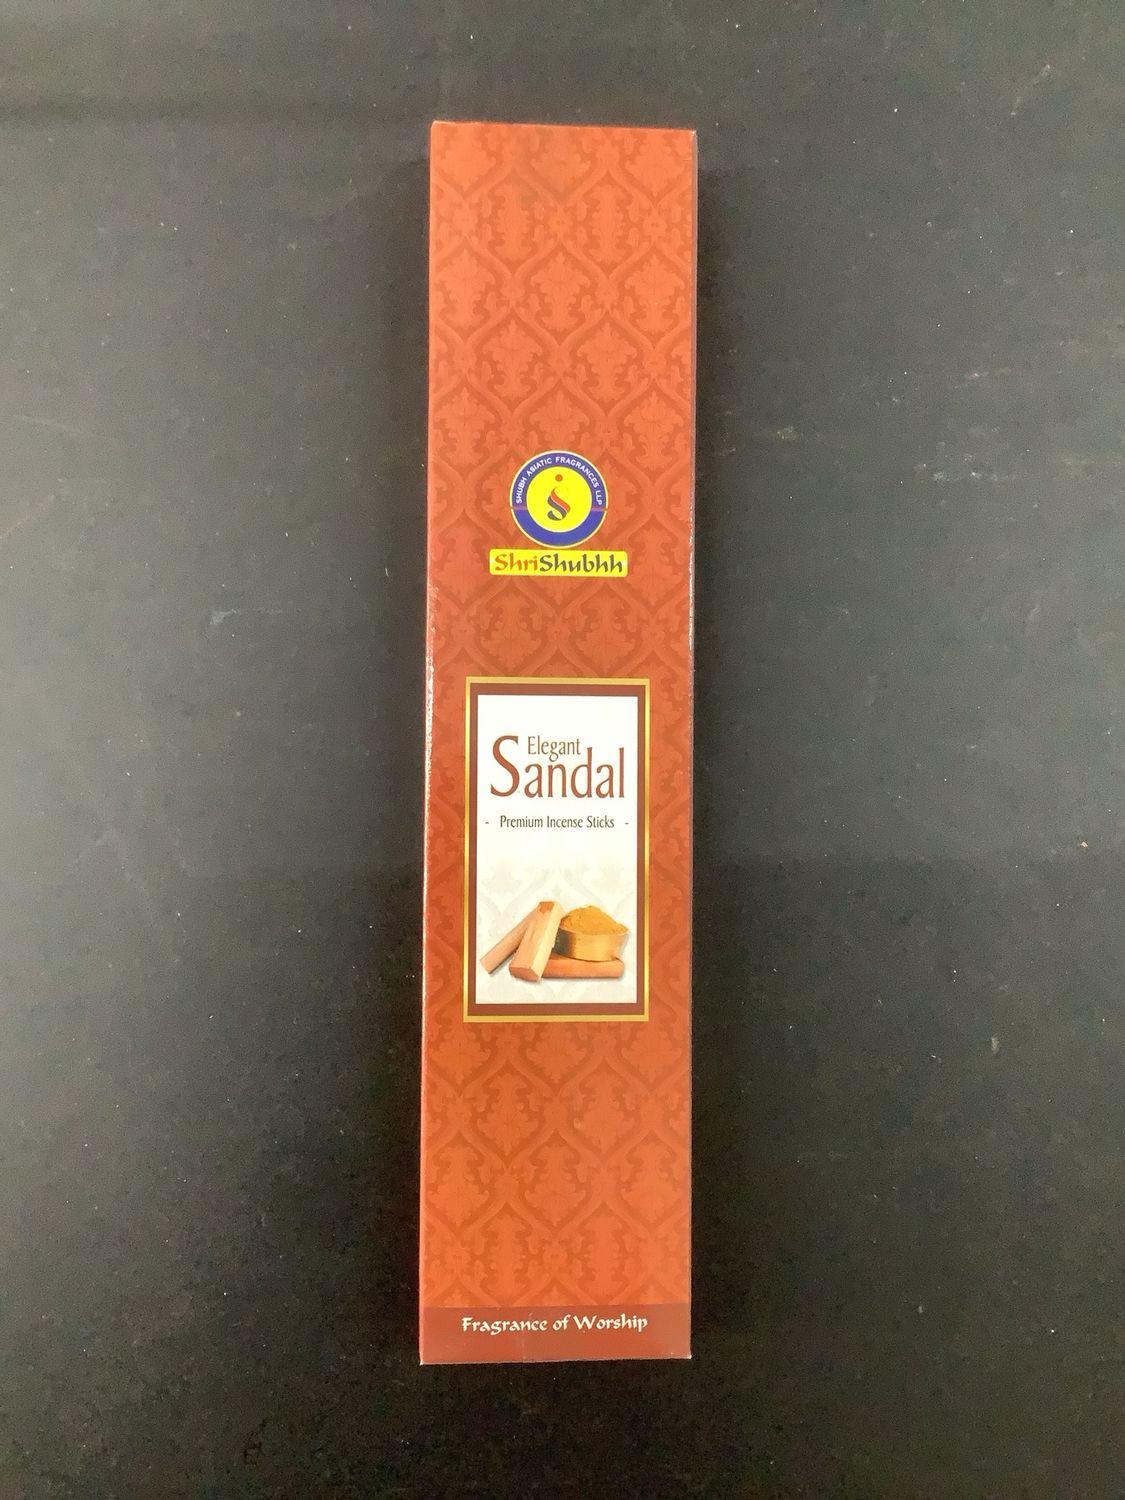 SHUBH ASIATIC FRAGRANCES LLP
ShriShubhh
Elegant
Sandal
- Premium Incense Sticks -
Fragrance of Worship